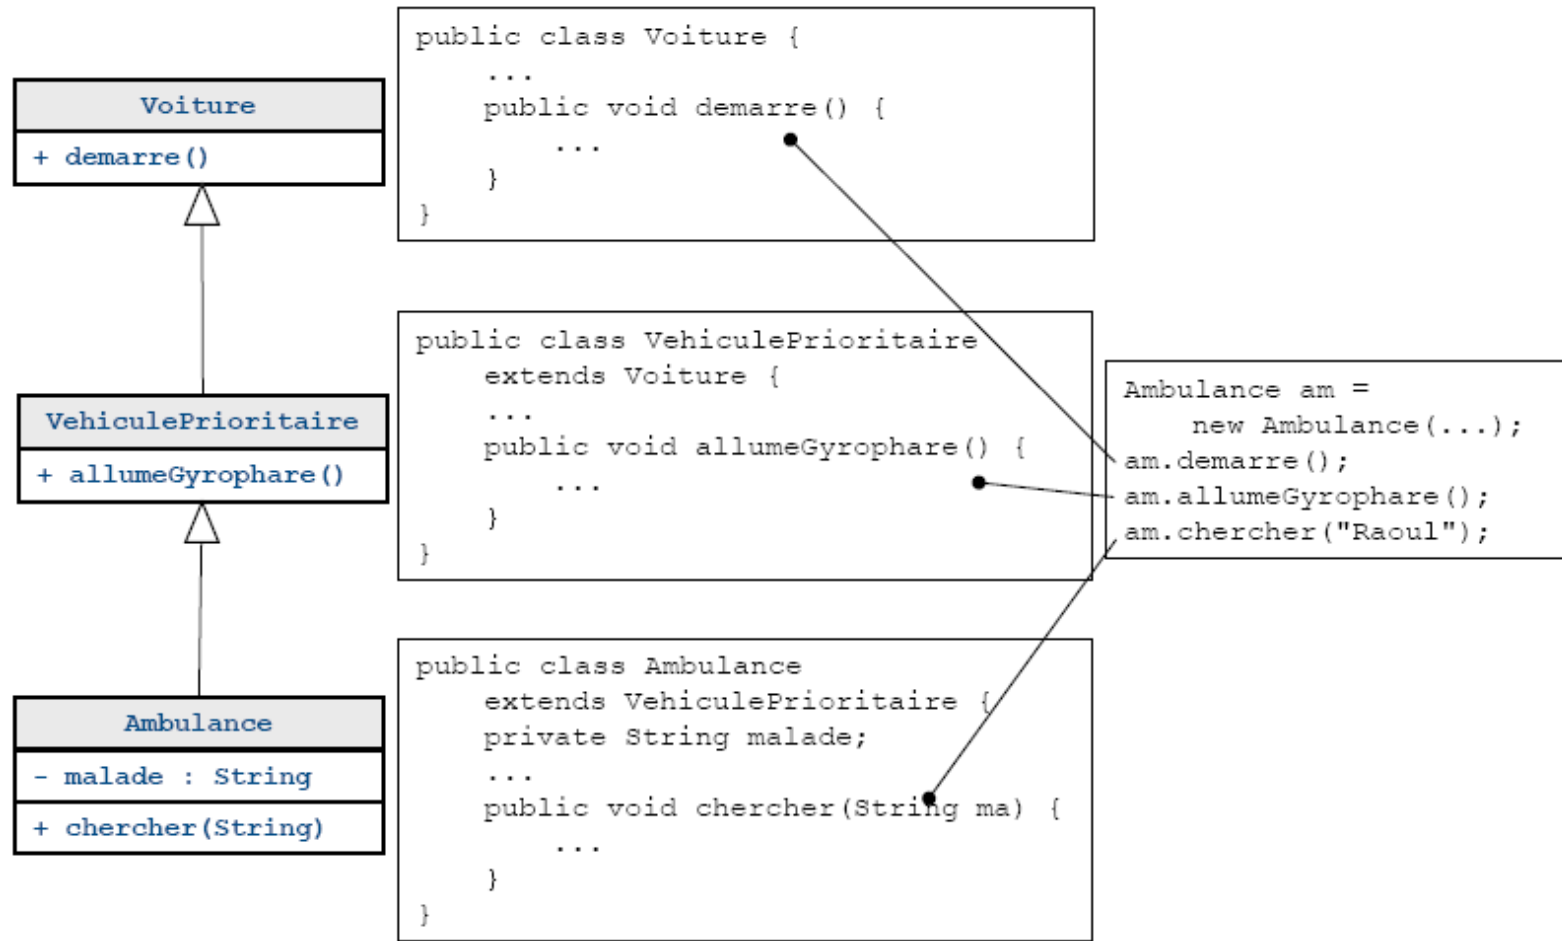 Voiture
+ demarre()
public class Voiture {
    ...
    public void demarre() {
        ...
    }
}
VehiculePrioritaire
+ allumeGyrophare()
public class VehiculePrioritaire
    extends Voiture {
    ...
    public void allumeGyrophare() {
        ...
    }
}
Ambulance am =
    new Ambulance(...);
am.demarre();
am.allumeGyrophare();
am.chercher("Raoul");
Ambulance
- malade : String
+ chercher(String)
public class Ambulance
    extends VehiculePrioritaire {
    private String malade;
    ...
    public void chercher(String ma) {
        ...
    }
}